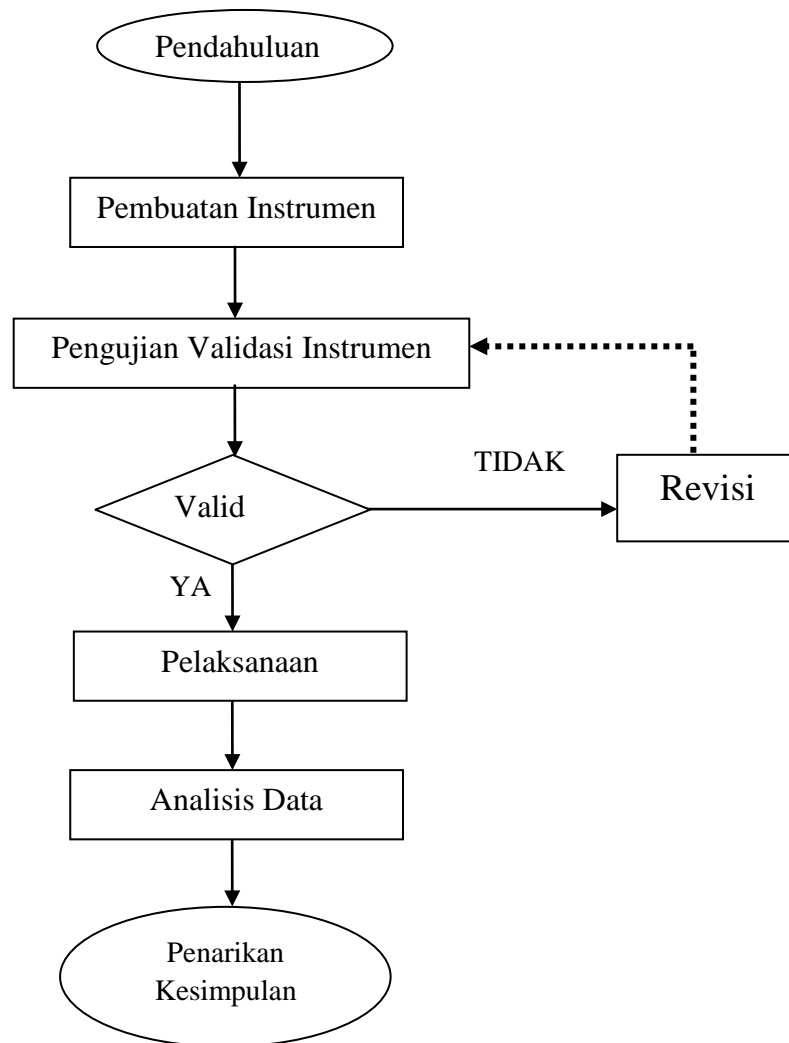 Pendahuluan
Pembuatan Instrumen
Pengujian Validasi Instrumen
TIDAK
Valid
Revisi
YA
Pelaksanaan
Analisis Data
Penarikan
Kesimpulan